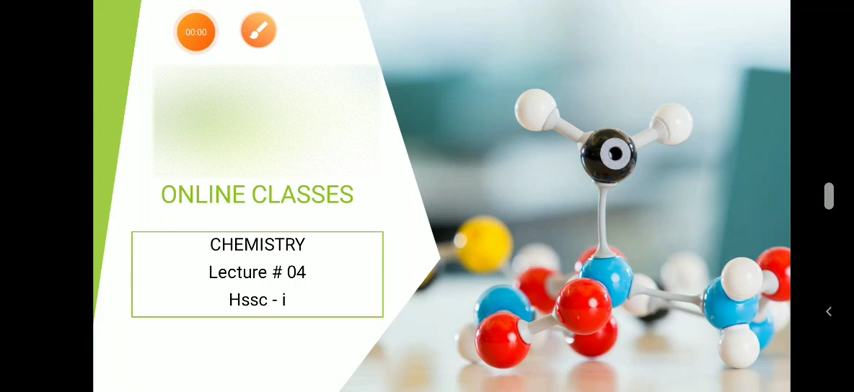 00:00
ONLINE CLASSES
CHEMISTRY
Lecture # 04
Hssc - i